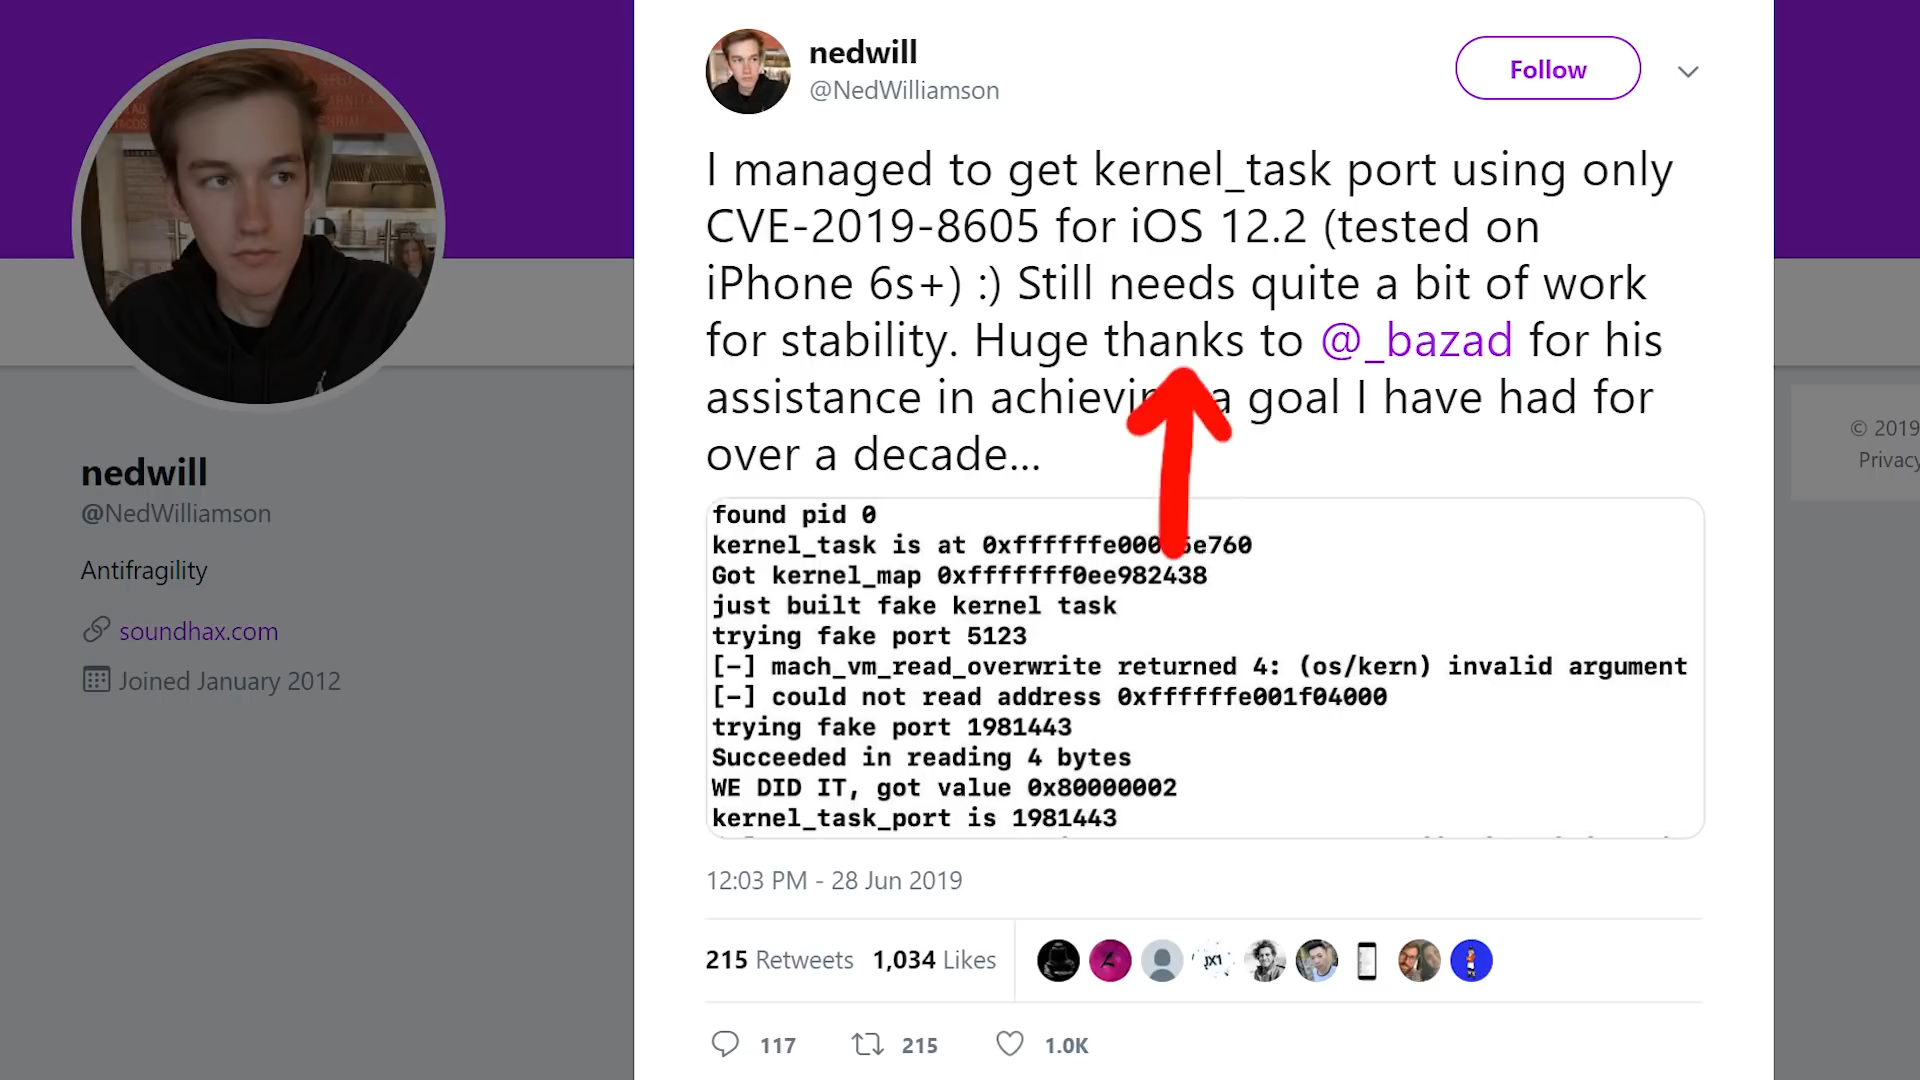 nedwill
@NedWilliamson
Antifragility
soundhax.com
Joined January 2012
nedwill
@NedWilliamson
Follow
I managed to get kernel_task port using only
CVE-2019-8605 for iOS 12.2 (tested on
iPhone 6s+) :) Still needs quite a bit of work
for stability. Huge thanks to @_bazad for his
assistance in a goal I have had for
over a decade...
found pid 0
kernel_task is at
Got kernel_map 0xfffffff0ee982438
just built fake kernel task
trying fake port 5123
[-] mach_vm_read_overwrite returned 4: (os/kern) invalid argument
[-] could not read address 0xffffffe001f04000
trying fake port 1981443
Succeeded in reading 4 bytes
WE DID IT, got value 0x80000002
kernel_task_port is 1981443
12:03 PM - 28 Jun 2019
215 Retweets 1,034 Likes
JX1
117 215 1.0K
© 2019
Privacy